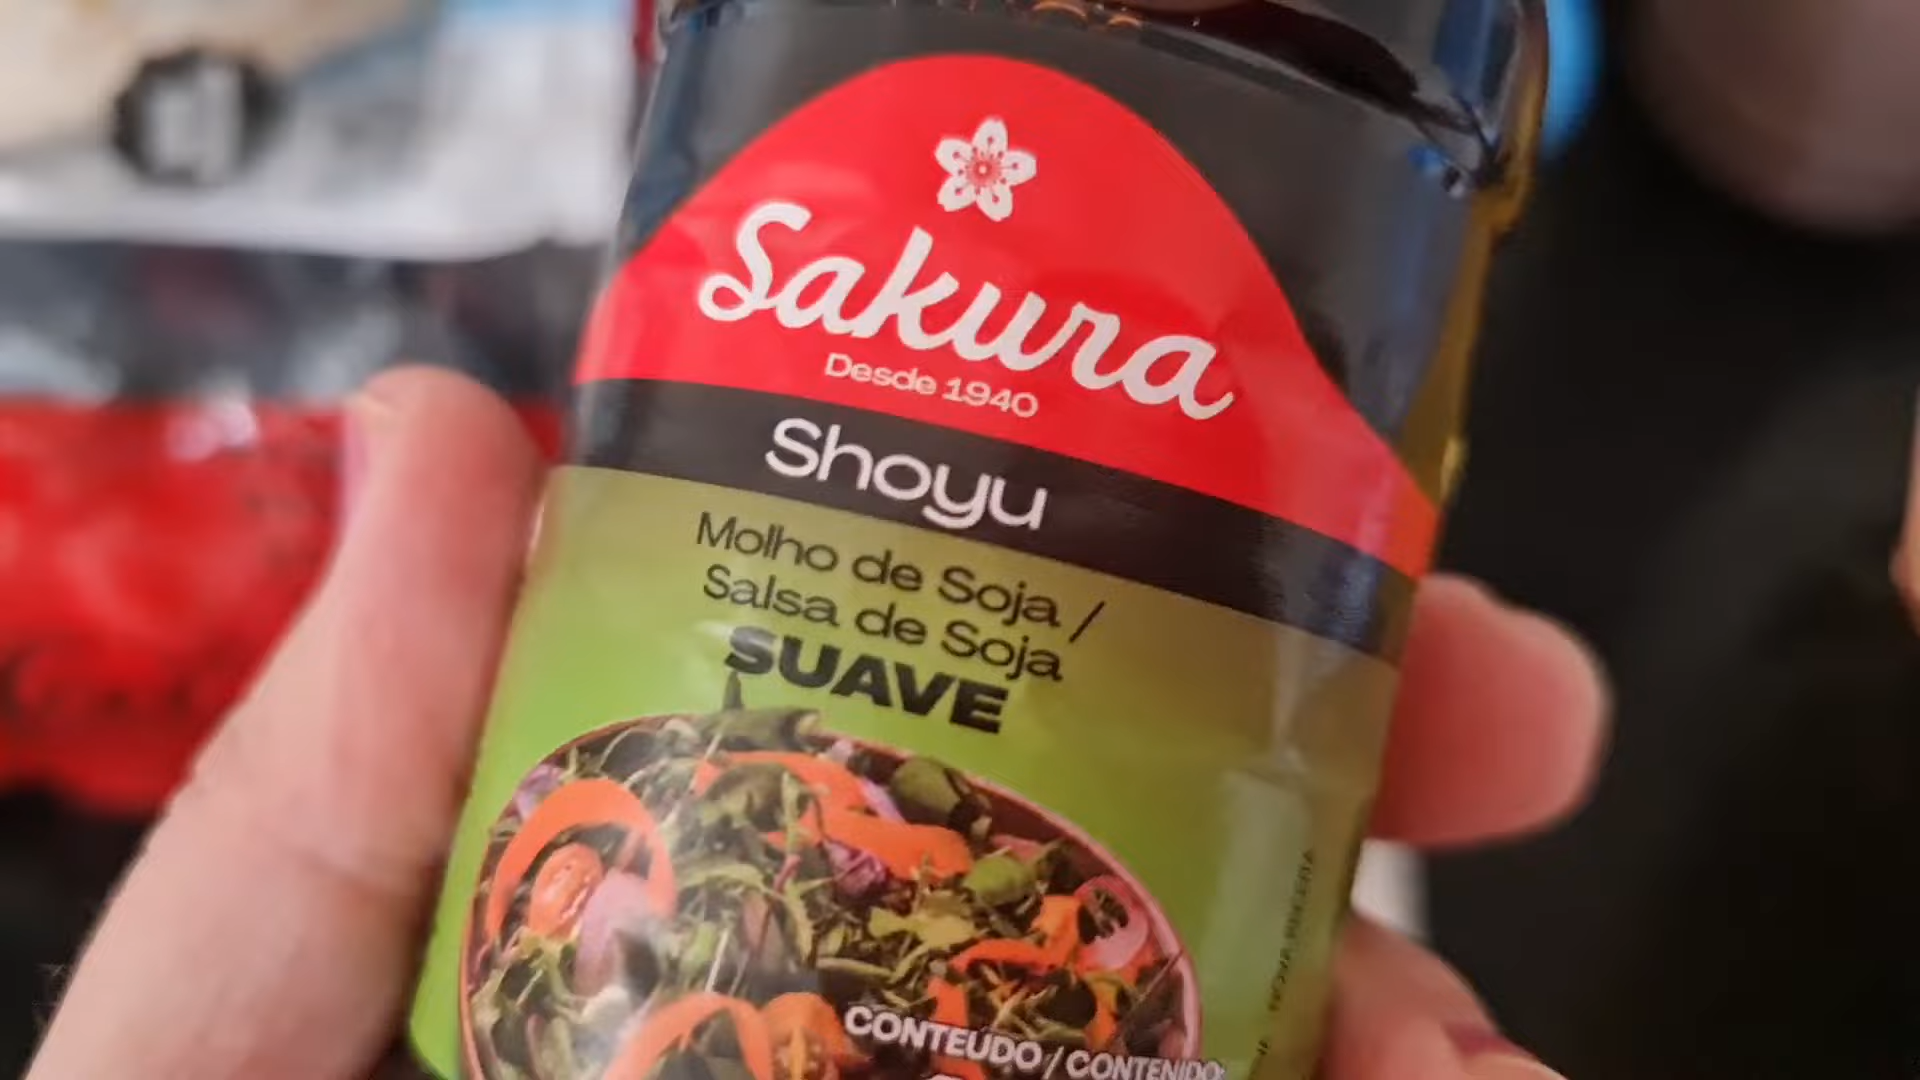 Sakura
Desde 1940
Shoyu
Molho de Soja /
Salsa de Soja
SUAVE
CONTEÚDO / CONTENIDO: